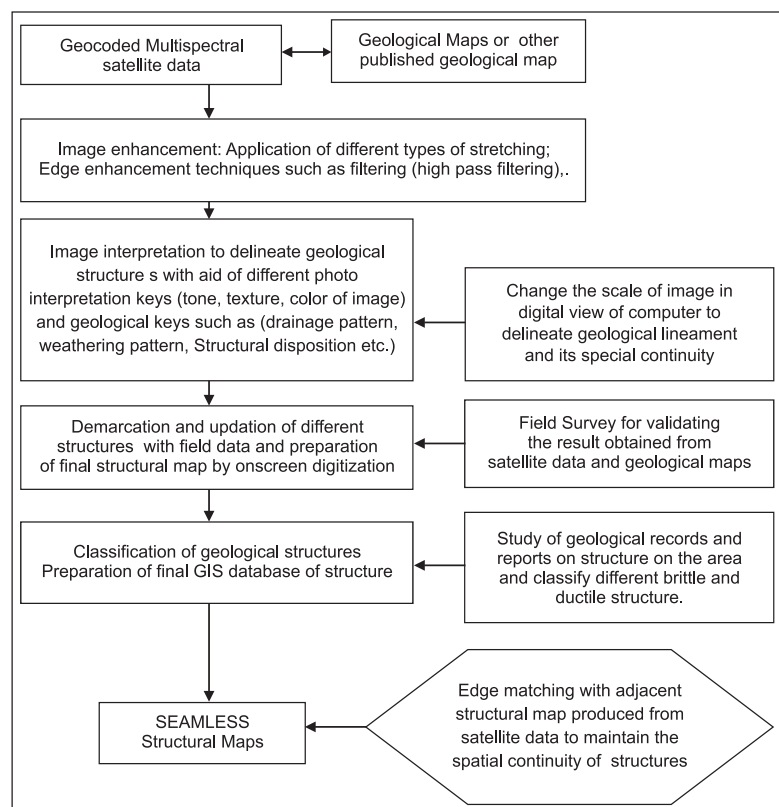 Geocoded Multispectral
satellite data
Geological Maps or other
published geological map
Image enhancement: Application of different types of stretching;
Edge enhancement techniques such as filtering (high pass filtering),.
Image interpretation to delineate geological
structure s with aid of different photo
interpretation keys (tone, texture, color of image)
and geological keys such as (drainage pattern,
weathering pattern, Structural disposition etc.)
Change the scale of image in
digital view of computer to
delineate geological lineament
and its special continuity
Demarcation and updation of different
structures with field data and preparation
of final structural map by onscreen digitization
Field Survey for validating
the result obtained from
satellite data and geological maps
Classification of geological structures
Preparation of final GIS database of structure
Study of geological records and
reports on structure on the area
and classify different brittle and
ductile structure.
SEAMLESS
Structural Maps
Edge matching with adjacent
structural map produced from
satellite data to maintain the
spatial continuity of structures